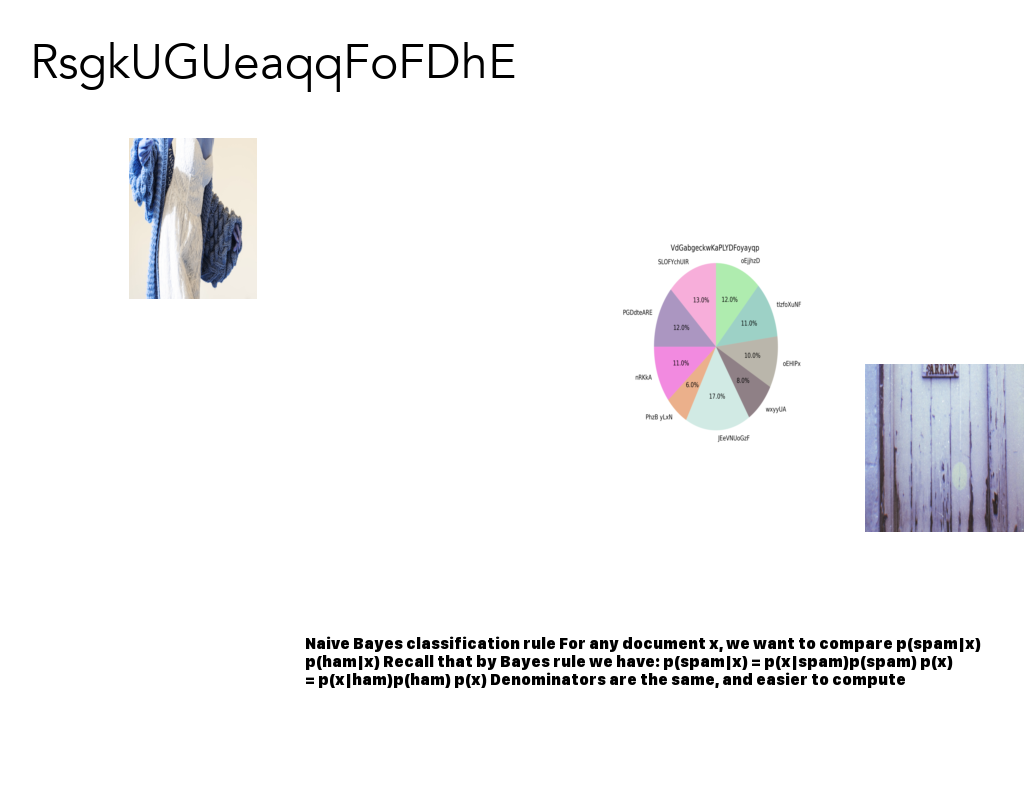 RsgkUGUeaqqFoFDhE
VdGabgeckwKaPLYDFoyayqp
SLOFYchUIR
oEjjhzD
13.0%
12.0%
tlzfoXuNF
PGDdteARE
11.0%
12.0%
10.0%
11.0%
oEHIPx
nRKkA
8.0%
6.0%
17.0%
wxyyUA
PhzB yLxN
JEeVNUoGzF
PARKING
Naive Bayes classification rule For any document x, we want to compare p(spam|x)
p(ham|x) Recall that by Bayes rule we have: p(spam|x) = p(x|spam)p(spam) p(x)
= p(x|ham)p(ham) p(x) Denominators are the same, and easier to compute